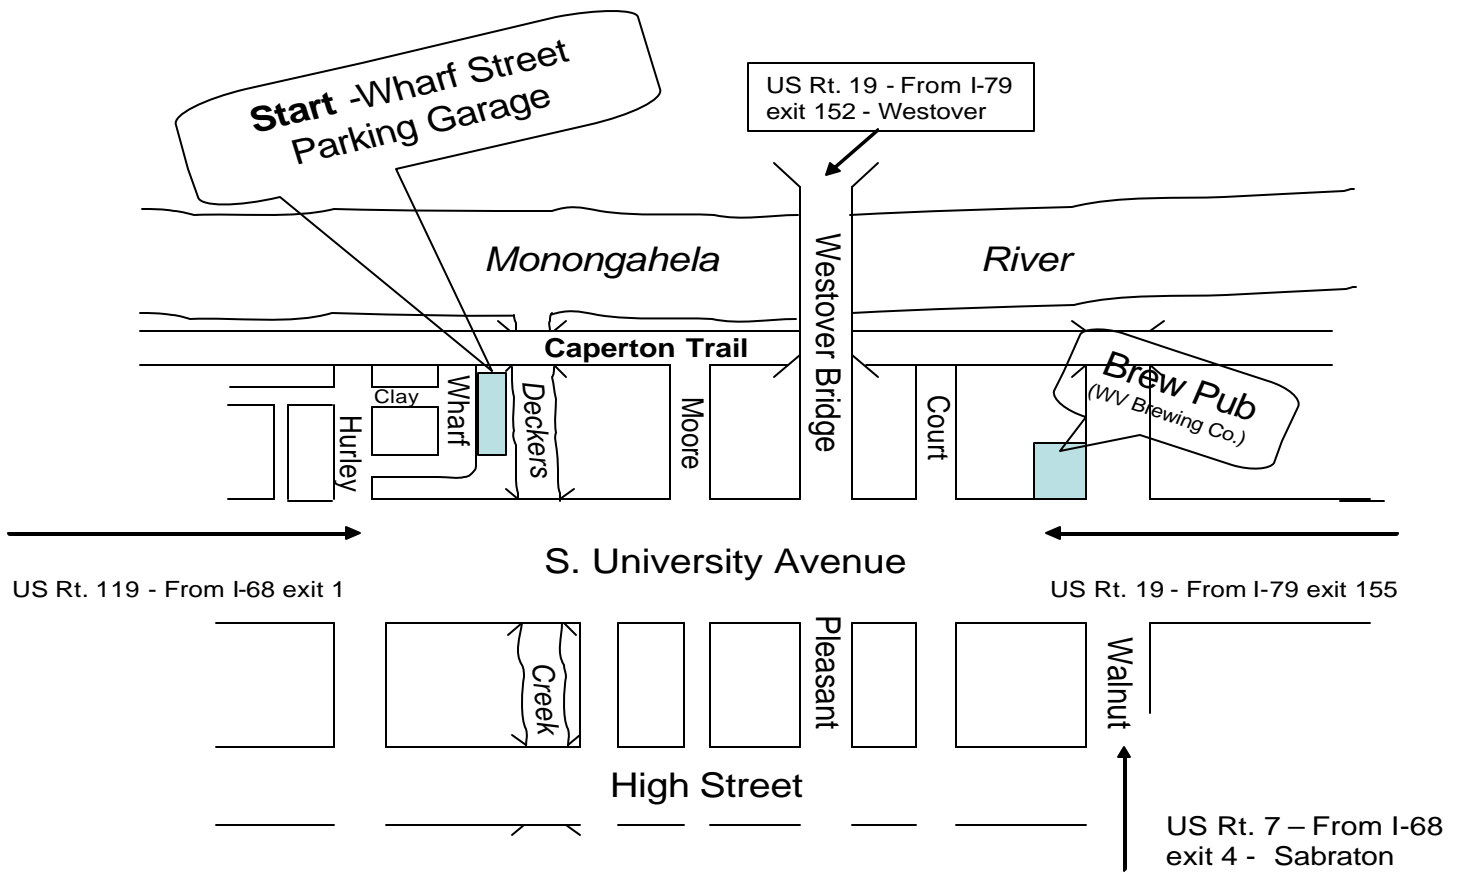 Start -Wharf Street
Parking Garage
US Rt. 19 - From I-79
exit 152 - Westover
Monongahela
River
Westover Bridge
Caperton Trail
Brew Pub
(WV Brewing Co.)
Clay
Wharf
Hurley
Deckers
Moore
Court
S. University Avenue
US Rt. 119 - From I-68 exit 1
US Rt. 19 - From I-79 exit 155
Creek
Pleasant
Walnut
High Street
US Rt. 7 – From I-68
exit 4 - Sabraton